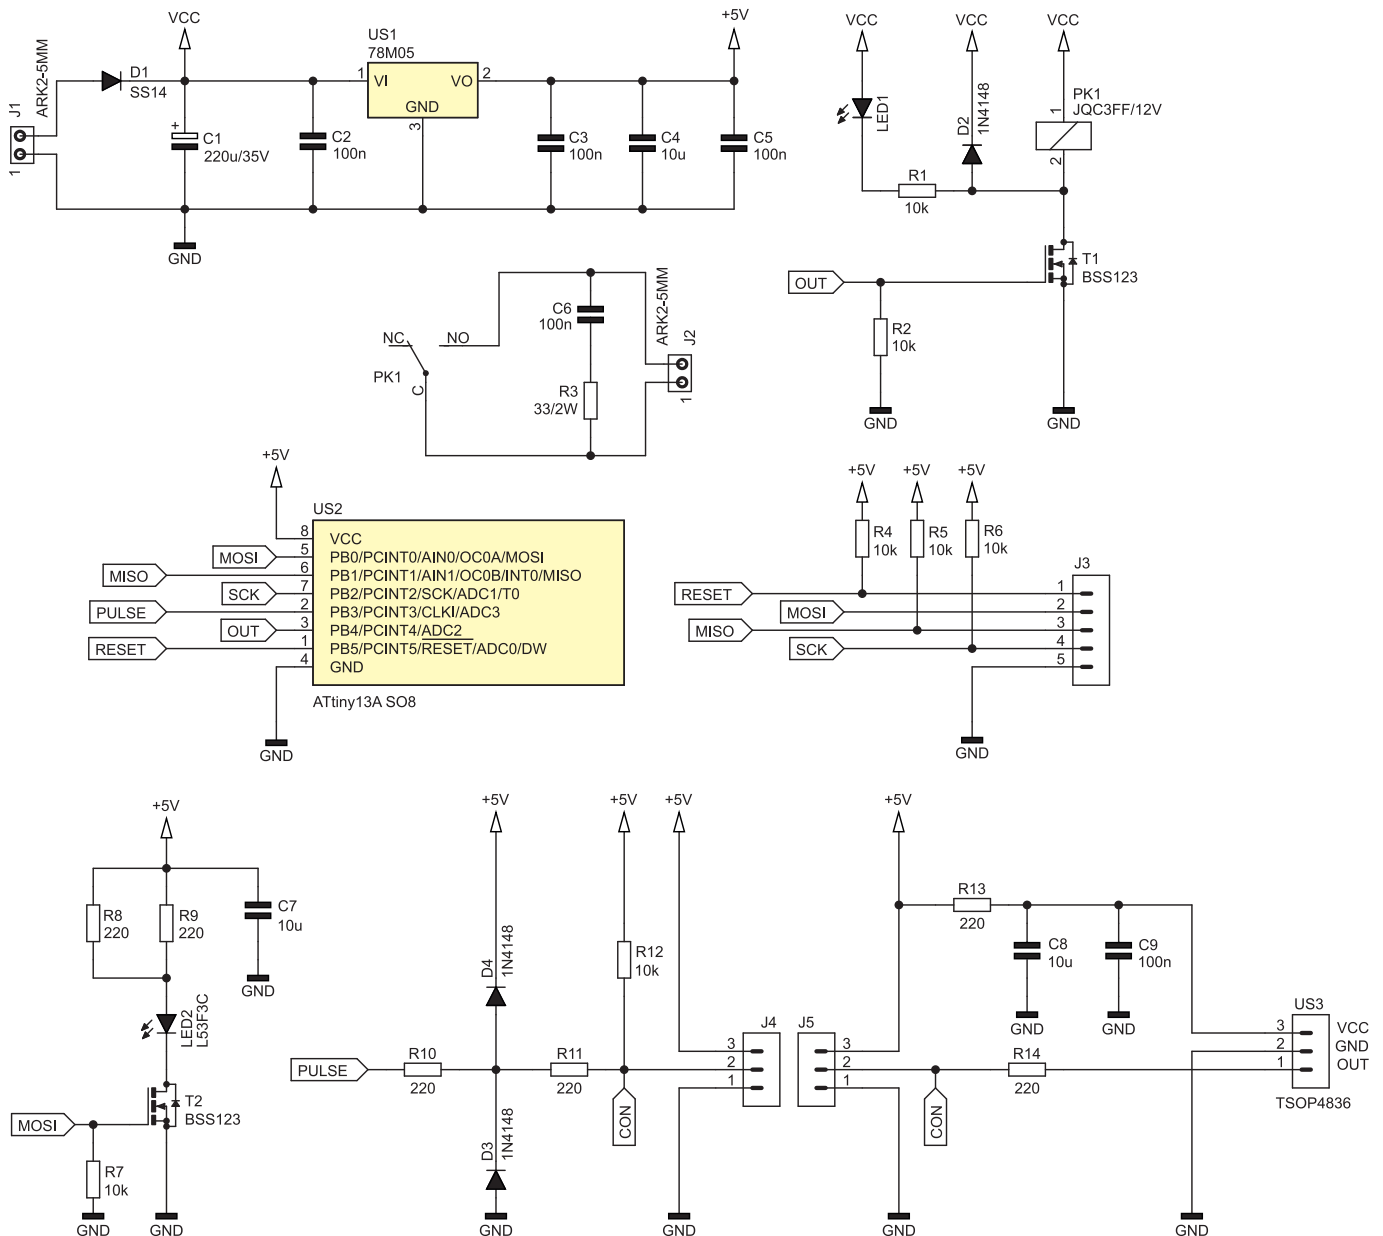 VCC
+5V
VCC
VCC
VCC
J1
ARK2-5MM
1
D1
SS14
+
C1
220u/35V
C2
100n
US1
78M05
1
VI
VO
2
GND
3
C3
100n
C4
10u
C5
100n
GND
LED1
D2
1N4148
PK1
JQC3FF/12V
1
2
R1
10k
T1
BSS123
OUT
R2
10k
GND
GND
NC
NO
PK1
C
C6
100n
R3
33/2W
ARK2-5MM
J2
1
+5V
US2
8
VCC
MOSI
5
PB0/PCINT0/AIN0/OC0A/MOSI
MISO
6
PB1/PCINT1/AIN1/OC0B/INT0/MISO
SCK
7
PB2/PCINT2/SCK/ADC1/T0
PULSE
2
PB3/PCINT3/CLKI/ADC3
OUT
3
PB4/PCINT4/ADC2
RESET
1
PB5/PCINT5/RESET/ADC0/DW
4
GND
ATtiny13A SO8
GND
+5V
+5V
+5V
R4
10k
R5
10k
R6
10k
J3
RESET
1
MOSI
2
MISO
3
SCK
4
5
GND
+5V
R8
220
R9
220
C7
10u
GND
LED2
L53F3C
T2
BSS123
MOSI
R7
10k
GND
GND
+5V
+5V
+5V
D4
1N4148
R12
10k
PULSE
R10
220
R11
220
D3
1N4148
CON
J4
3
2
1
GND
GND
+5V
J5
3
2
1
R13
220
C8
10u
C9
100n
GND
GND
R14
220
CON
US3
3
VCC
2
GND
1
OUT
TSOP4836
GND
GND